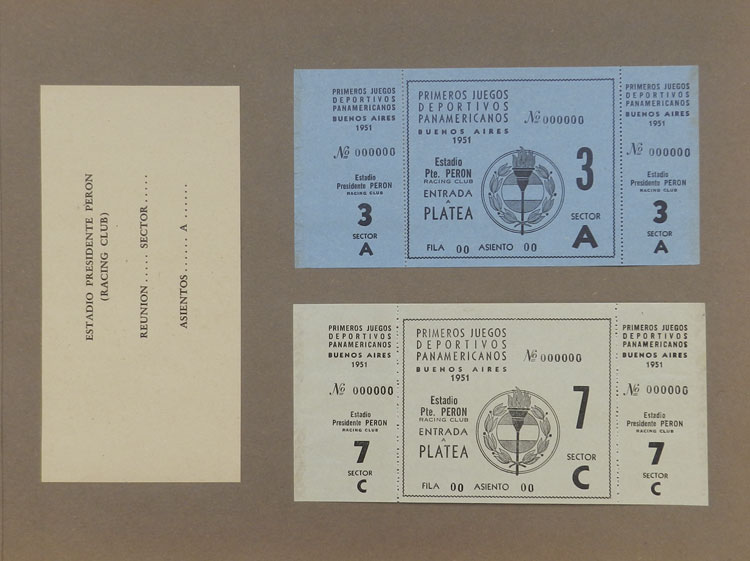 ESTADIO PRESIDENTE PERON
(RACING CLUB)
REUNION ..... SECTOR ......
ASIENTOS ...... A ......
PRIMEROS JUEGOS
DEPORTIVOS
PANAMERICANOS
BUENOS AIRES
1951
No 000000
Estadio
Presidente PERON
RACING CLUB
3
SECTOR
A
PRIMEROS JUEGOS
DEPORTIVOS
PANAMERICANOS
BUENOS AIRES
1951
No 000000
Estadio
Pte. PERON
RACING CLUB
ENTRADA
A
PLATEA
3
SECTOR
A
FILA 00 ASIENTO 00
PRIMEROS JUEGOS
DEPORTIVOS
PANAMERICANOS
BUENOS AIRES
1951
No 000000
Estadio
Presidente PERON
RACING CLUB
3
SECTOR
A
PRIMEROS JUEGOS
DEPORTIVOS
PANAMERICANOS
BUENOS AIRES
1951
No 000000
Estadio
Presidente PERON
RACING CLUB
7
SECTOR
C
PRIMEROS JUEGOS
DEPORTIVOS
PANAMERICANOS
BUENOS AIRES
1951
No 000000
Estadio
Pte. PERON
RACING CLUB
ENTRADA
A
PLATEA
7
SECTOR
C
FILA 00 ASIENTO 00
PRIMEROS JUEGOS
DEPORTIVOS
PANAMERICANOS
BUENOS AIRES
1951
No 000000
Estadio
Presidente PERON
RACING CLUB
7
SECTOR
C